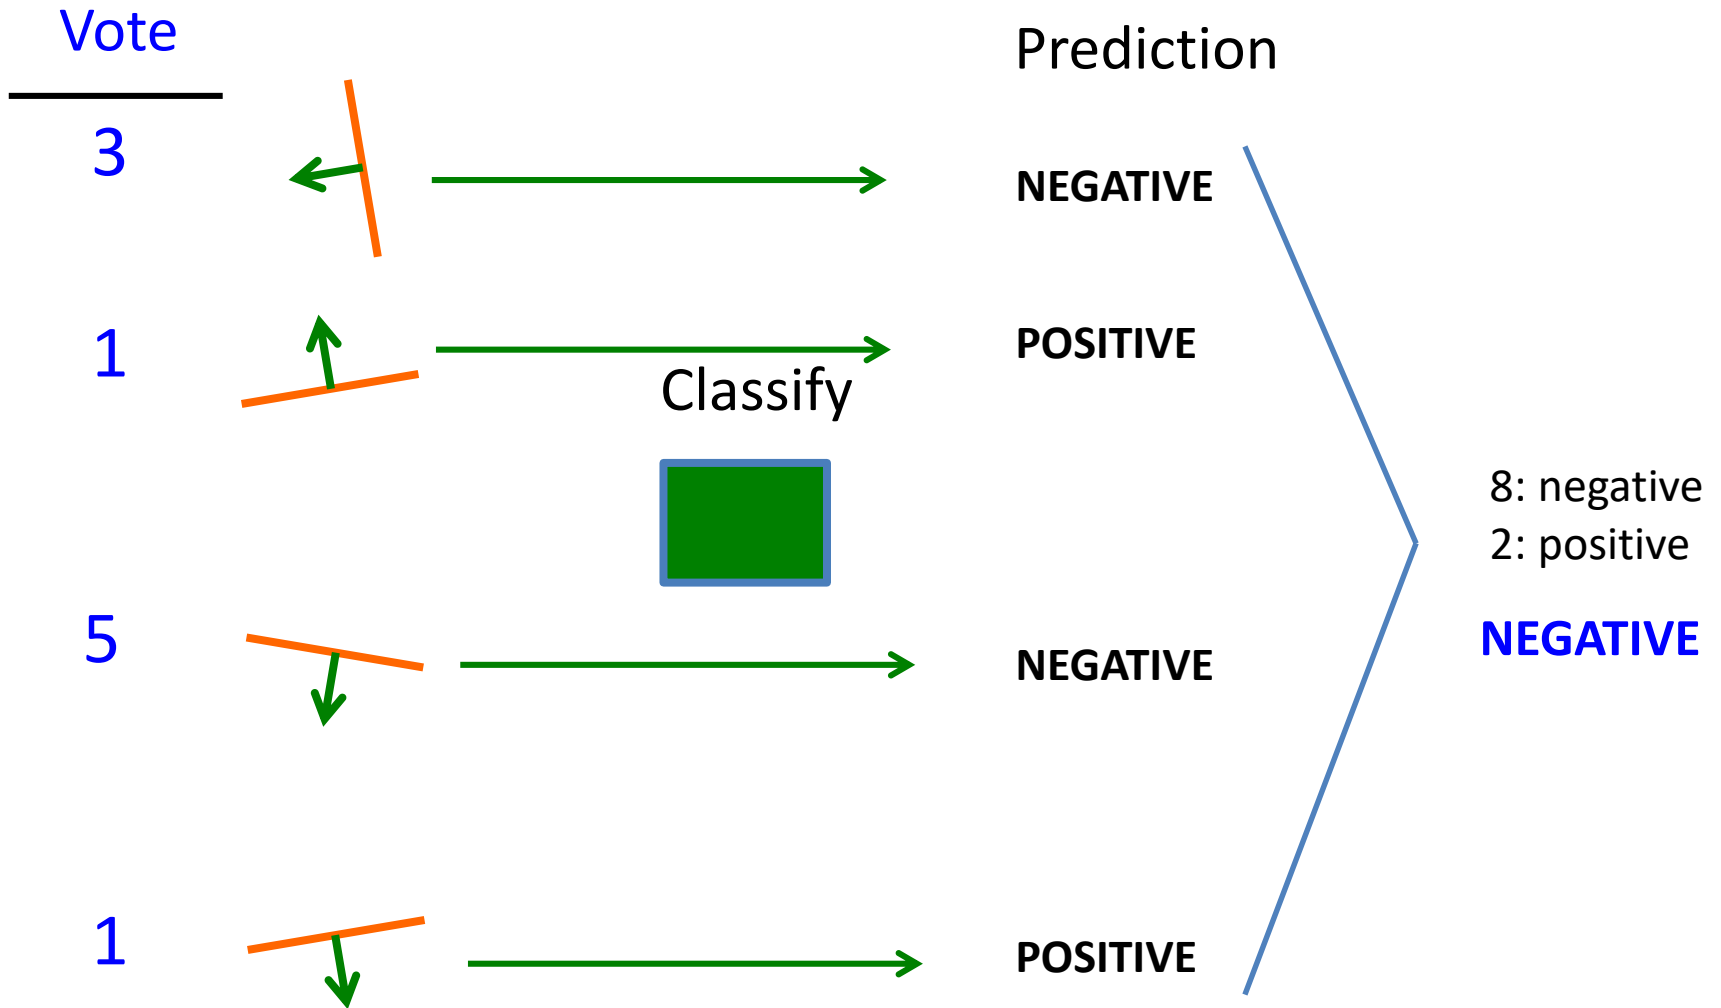 Vote
Prediction
3
NEGATIVE
1
POSITIVE
Classify
8: negative
2: positive
5
NEGATIVE
NEGATIVE
1
POSITIVE